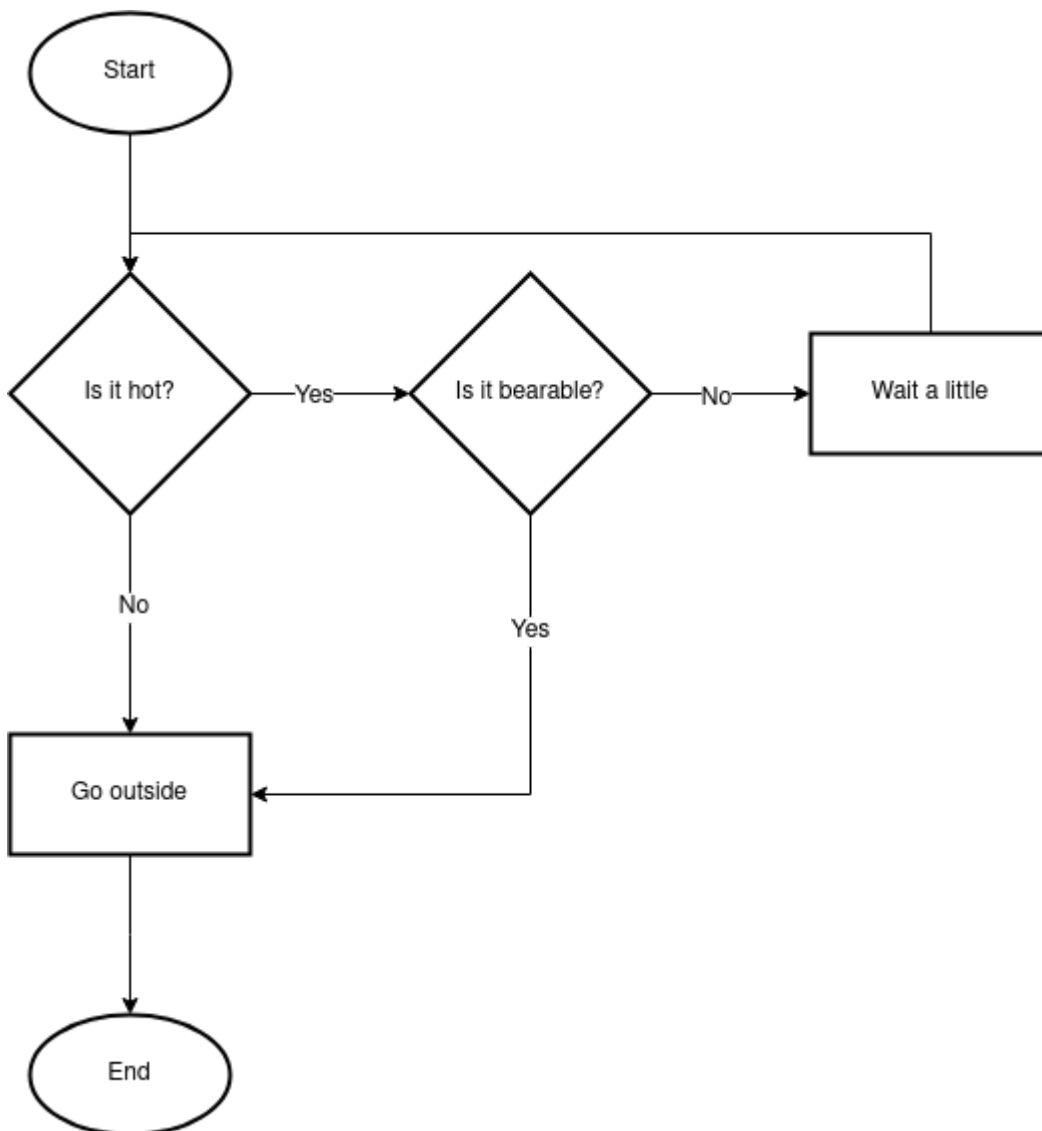 Start
Is it hot?
Yes
Is it bearable?
No
Wait a little
No
Yes
Go outside
End